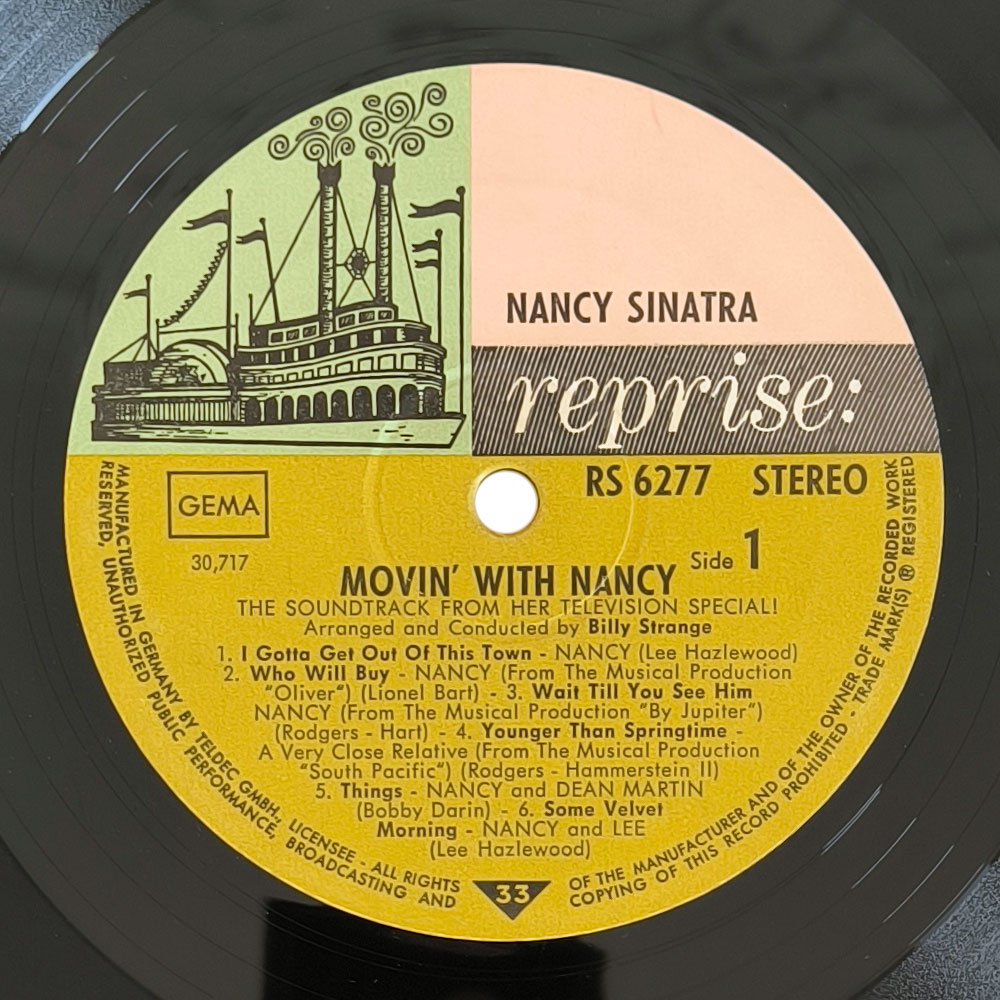 NANCY SINATRA
reprise:
GEMA
RS 6277 STEREO
30,717
Side 1
MOVIN' WITH NANCY
THE SOUNDTRACK FROM HER TELEVISION SPECIAL!
Arranged and Conducted by Billy Strange
1. I Gotta Get Out Of This Town - NANCY (Lee Hazlewood)
2. Who Will Buy - NANCY (From The Musical Production
"Oliver") (Lionel Bart) - 3. Wait Till You See Him
NANCY (From The Musical Production "By Jupiter")
(Rodgers - Hart) - 4. Younger Than Springtime -
A Very Close Relative (From The Musical Production
"South Pacific") (Rodgers - Hammerstein II)
5. Things - NANCY and DEAN MARTIN
(Bobby Darin) - 6. Some Velvet
Morning - NANCY and LEE
(Lee Hazlewood)
33
MANUFACTURED IN GERMANY BY TELDEC GMBH., LICENSEE - ALL RIGHTS
RESERVED, UNAUTHORIZED PUBLIC PERFORMANCE, BROADCASTING AND
OF THE MANUFACTURER AND OF THE OWNER OF THE RECORDED WORK
COPYING OF THIS RECORD PROHIBITED - TRADE MARK(S) ® REGISTERED